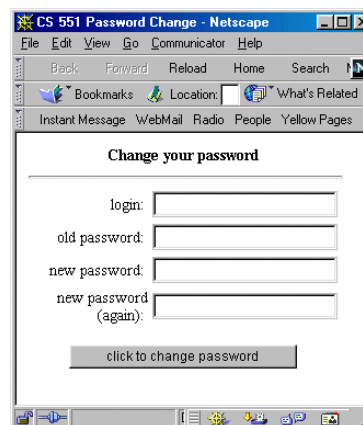 CS 551 Password Change - Netscape
File Edit View Go Communicator Help
Back Forward Reload Home Search
Bookmarks Location: What's Related
Instant Message WebMail Radio People Yellow Pages
Change your password
login:
old password:
new password:
new password
(again):
click to change password